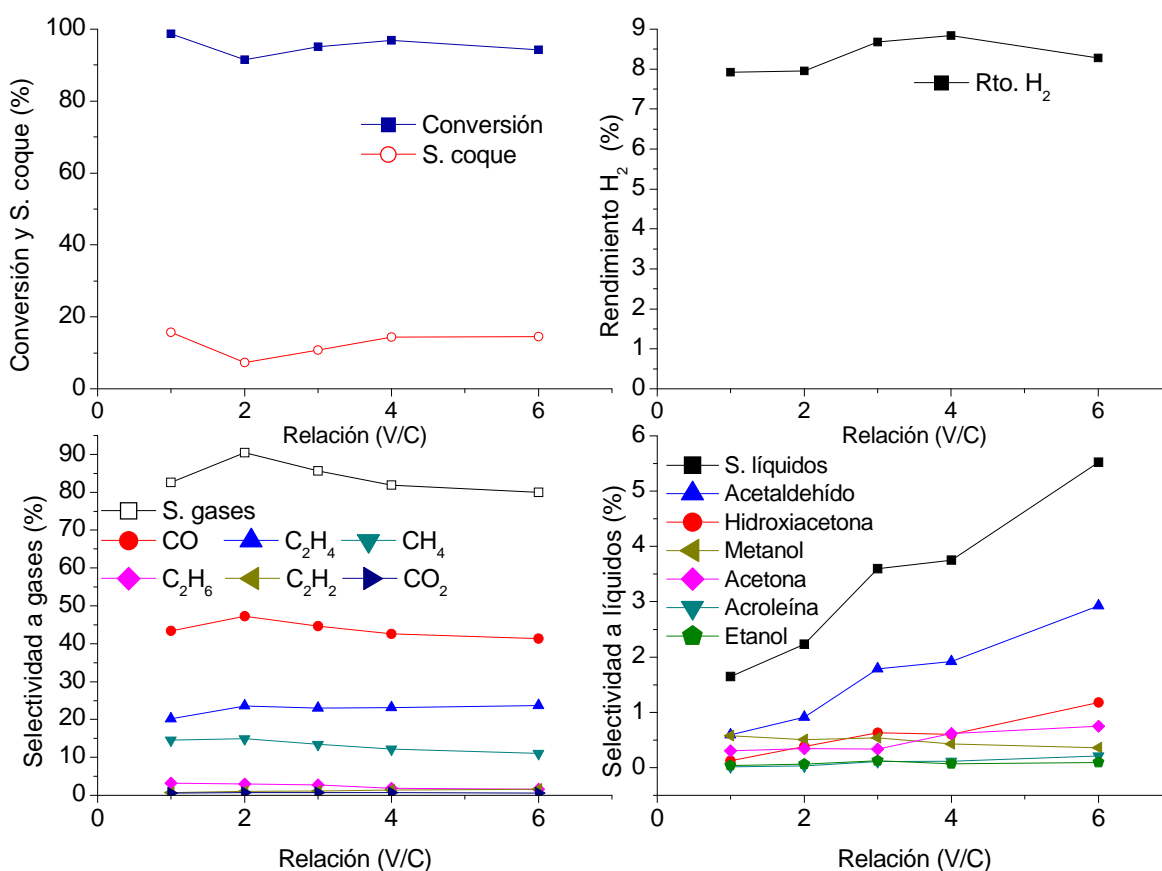 Conversión y S. coque (%)
100
80
60
40
20
0
Conversión
S. coque
0 2 4 6
Relación (V/C)
Rendimiento H₂ (%)
9
8
7
6
5
4
3
2
1
0
Rto. H₂
0 2 4 6
Relación (V/C)
Selectividad a gases (%)
90
80
70
60
50
40
30
20
10
0
S. gases
CO C₂H₄ CH₄
C₂H₆ C₂H₂ CO₂
0 2 4 6
Relación (V/C)
Selectividad a líquidos (%)
6
5
4
3
2
1
0
S. líquidos
Acetaldehído
Hidroxiacetona
Metanol
Acetona
Acroleína
Etanol
0 2 4 6
Relación (V/C)